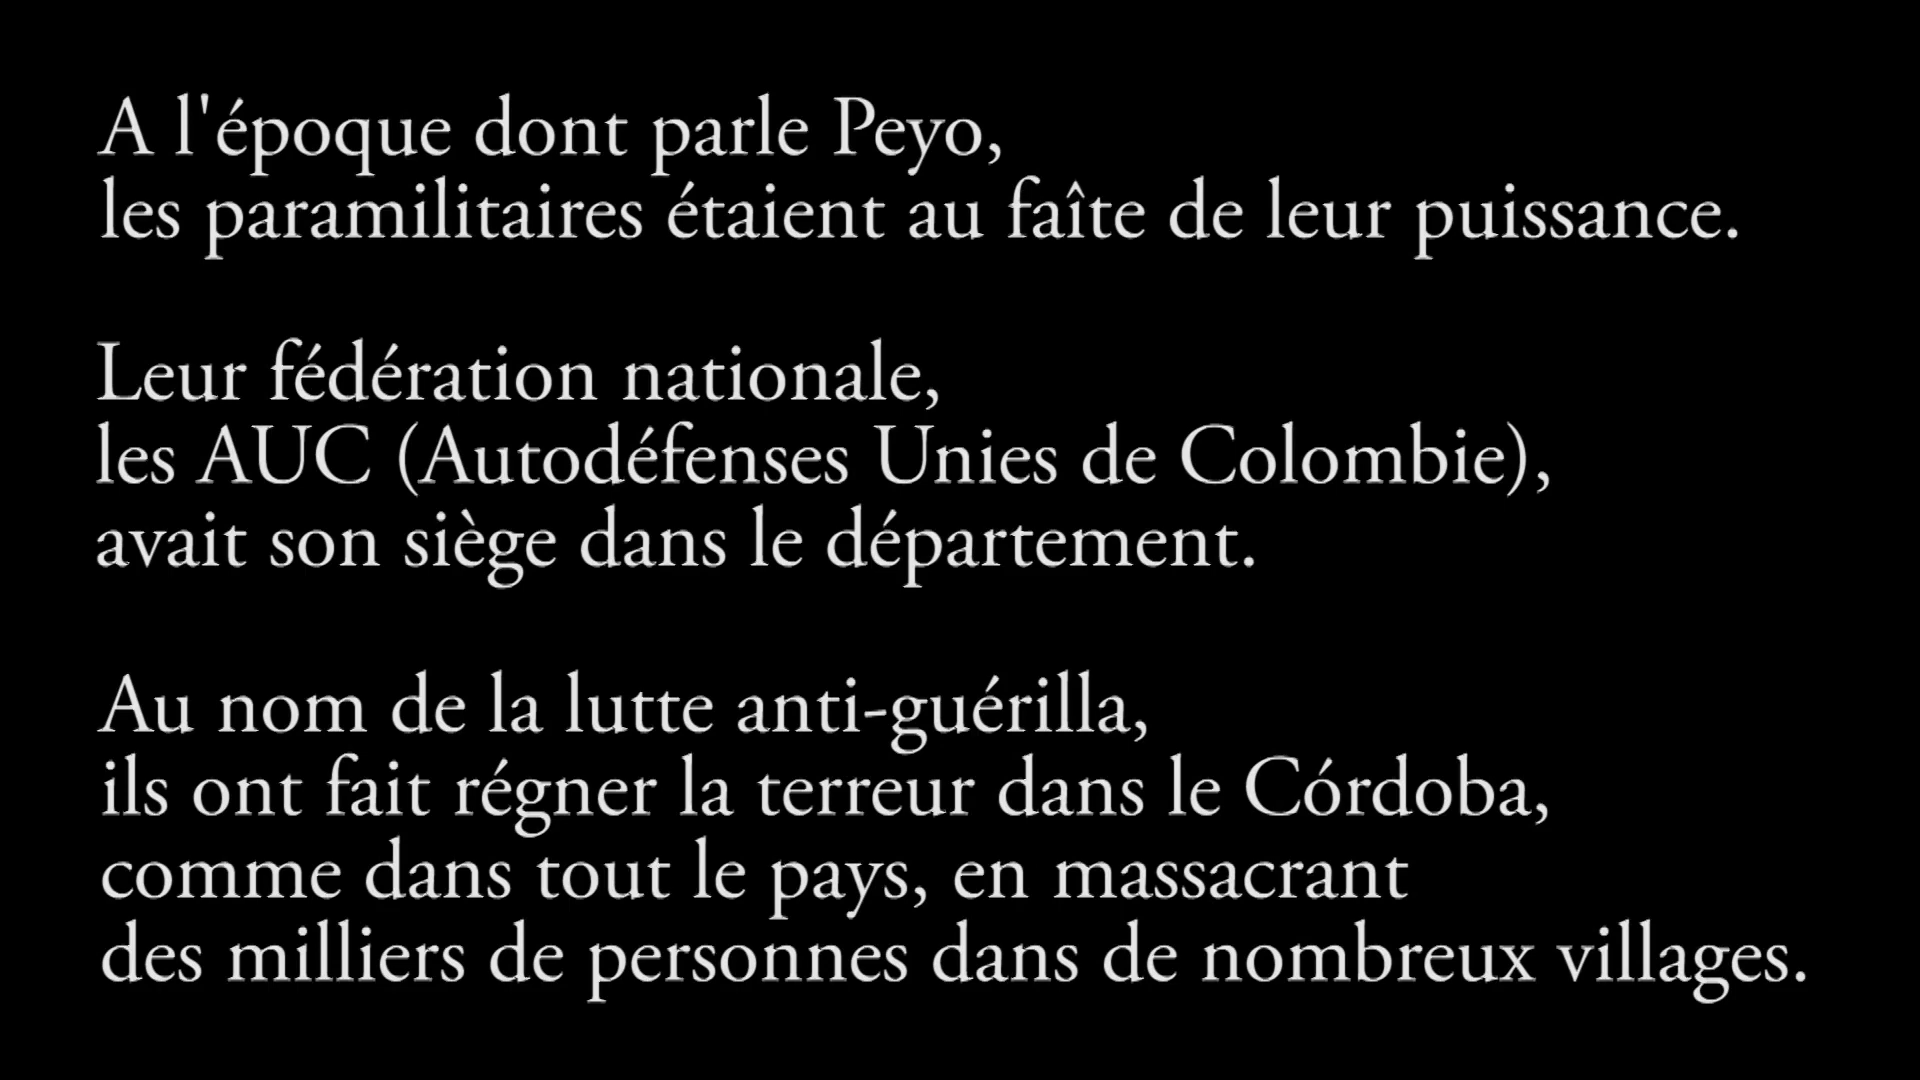 A l'époque dont parle Peyo,
les paramilitaires étaient au faîte de leur puissance.
Leur fédération nationale,
les AUC (Autodéfenses Unies de Colombie),
avait son siège dans le département.
Au nom de la lutte anti-guérilla,
ils ont fait régner la terreur dans le Córdoba,
comme dans tout le pays, en massacrant
des milliers de personnes dans de nombreux villages.